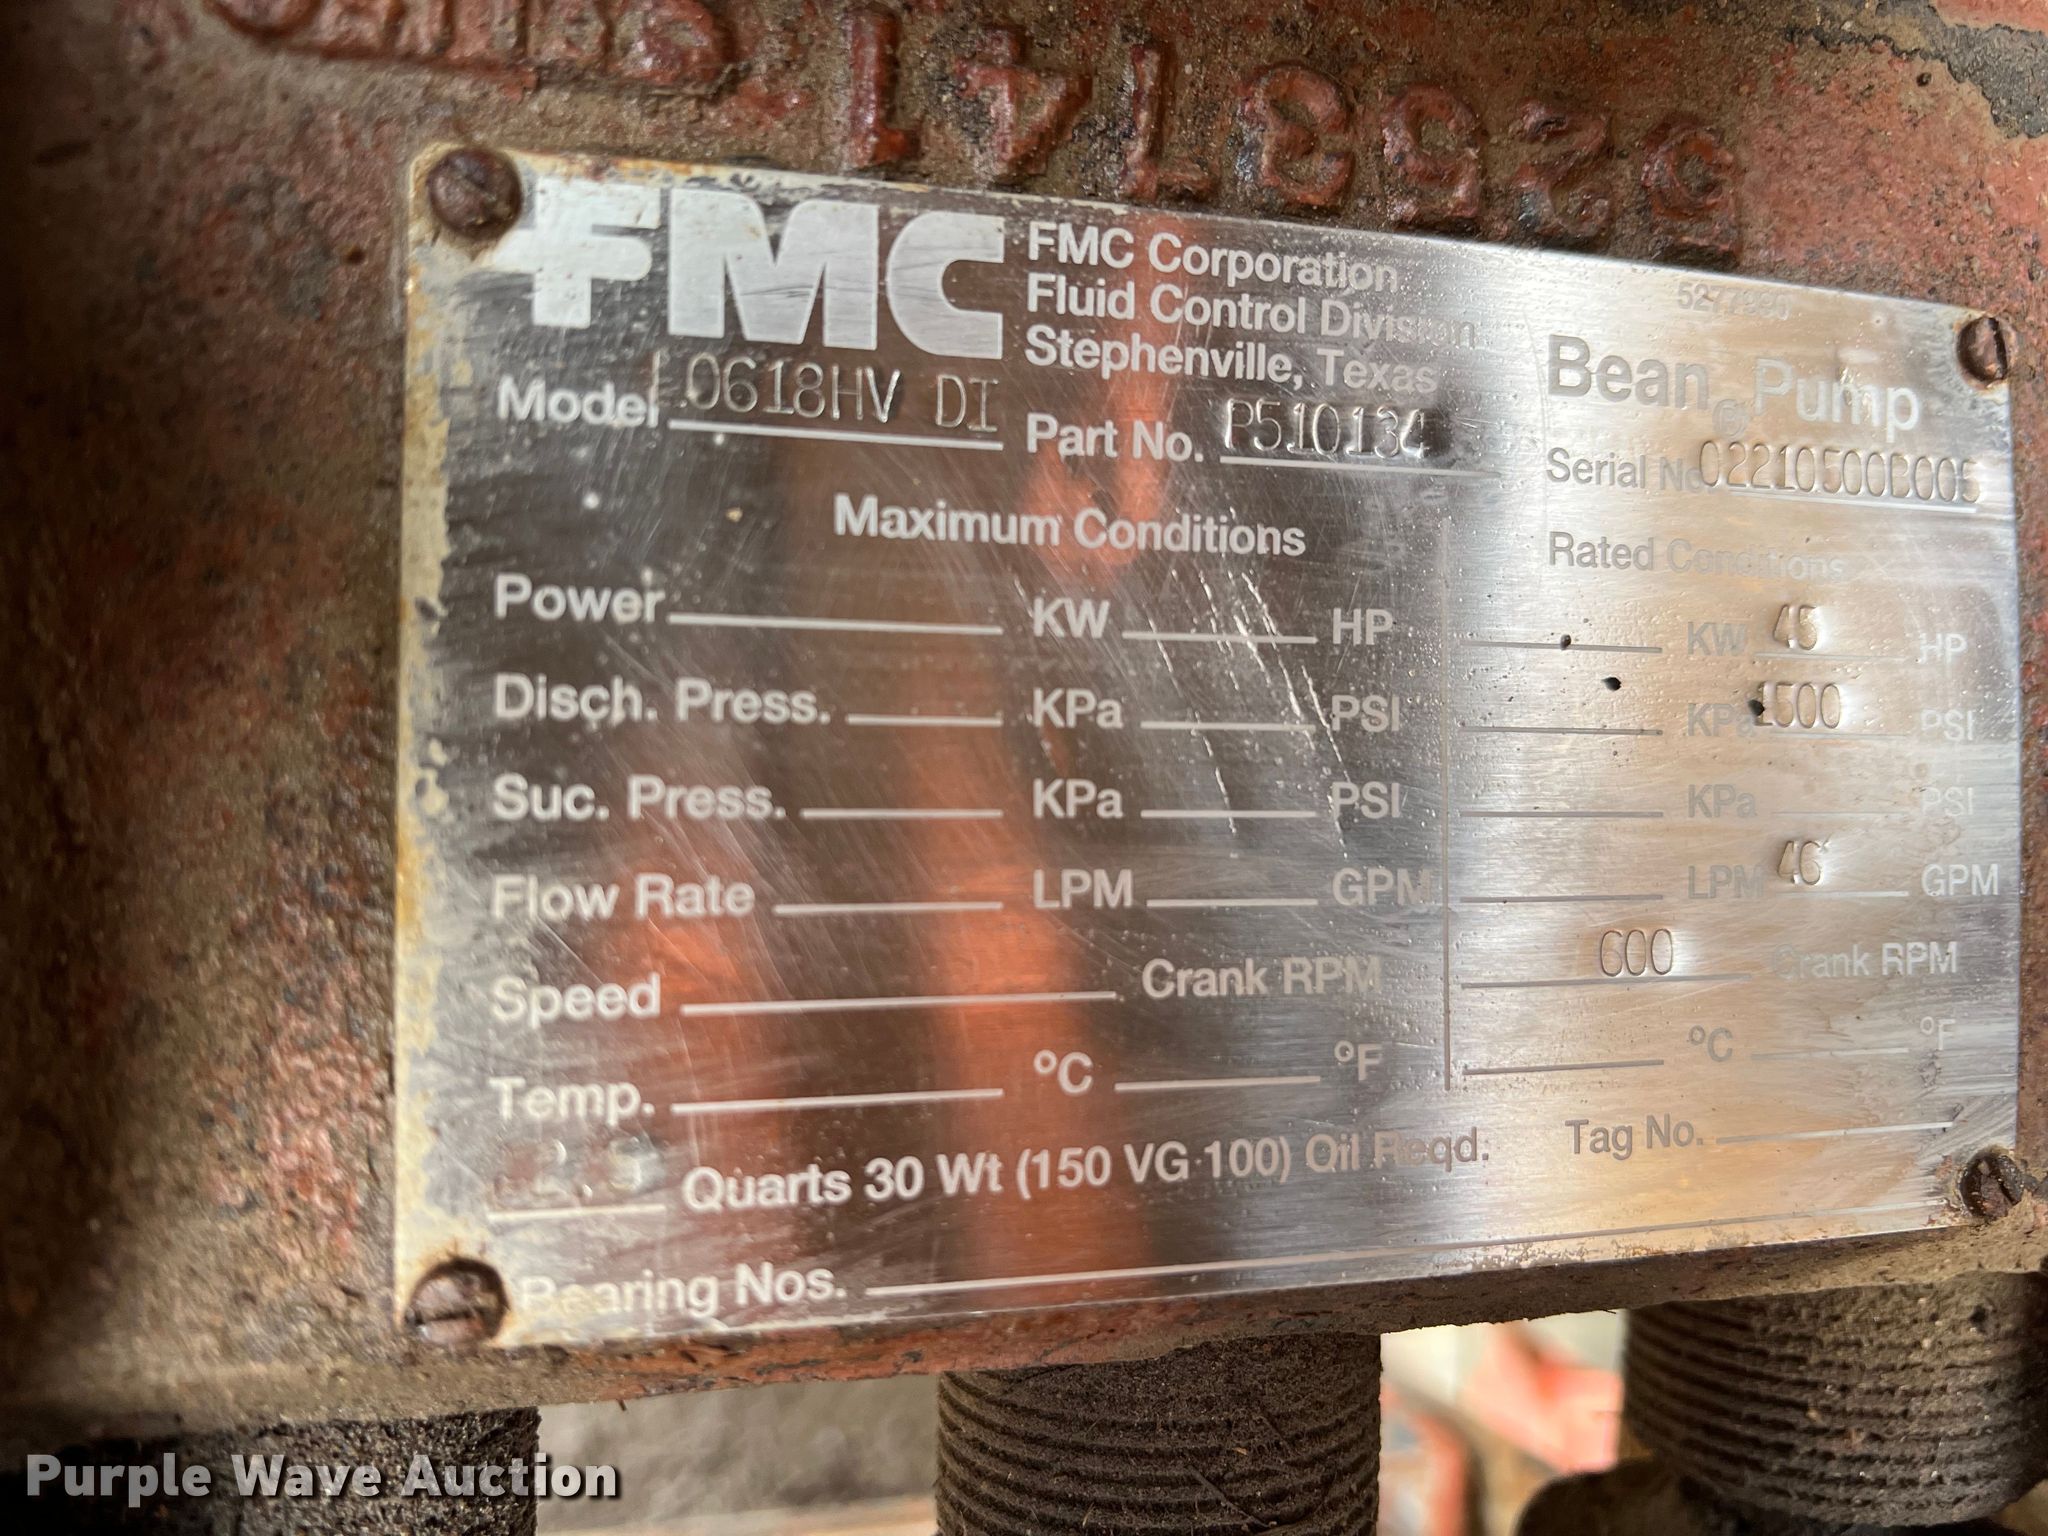 5253741
FMC
FMC Corporation
Fluid Control Division
Stephenville, Texas
Bean® Pump
Model L0618HV DI Part No. P510134 Serial No. 02210500B005
Maximum Conditions Rated Conditions
Power KW HP KW 45 HP
Disch. Press. KPa PSI KPa 1500 PSI
Suc. Press. KPa PSI KPa PSI
Flow Rate LPM GPM LPM 46 GPM
Speed Crank RPM 600 Crank RPM
Temp. °C °F °C °F
Quarts 30 Wt (150 VG 100) Oil Reqd. Tag No.
Bearing Nos.
Purple Wave Auction